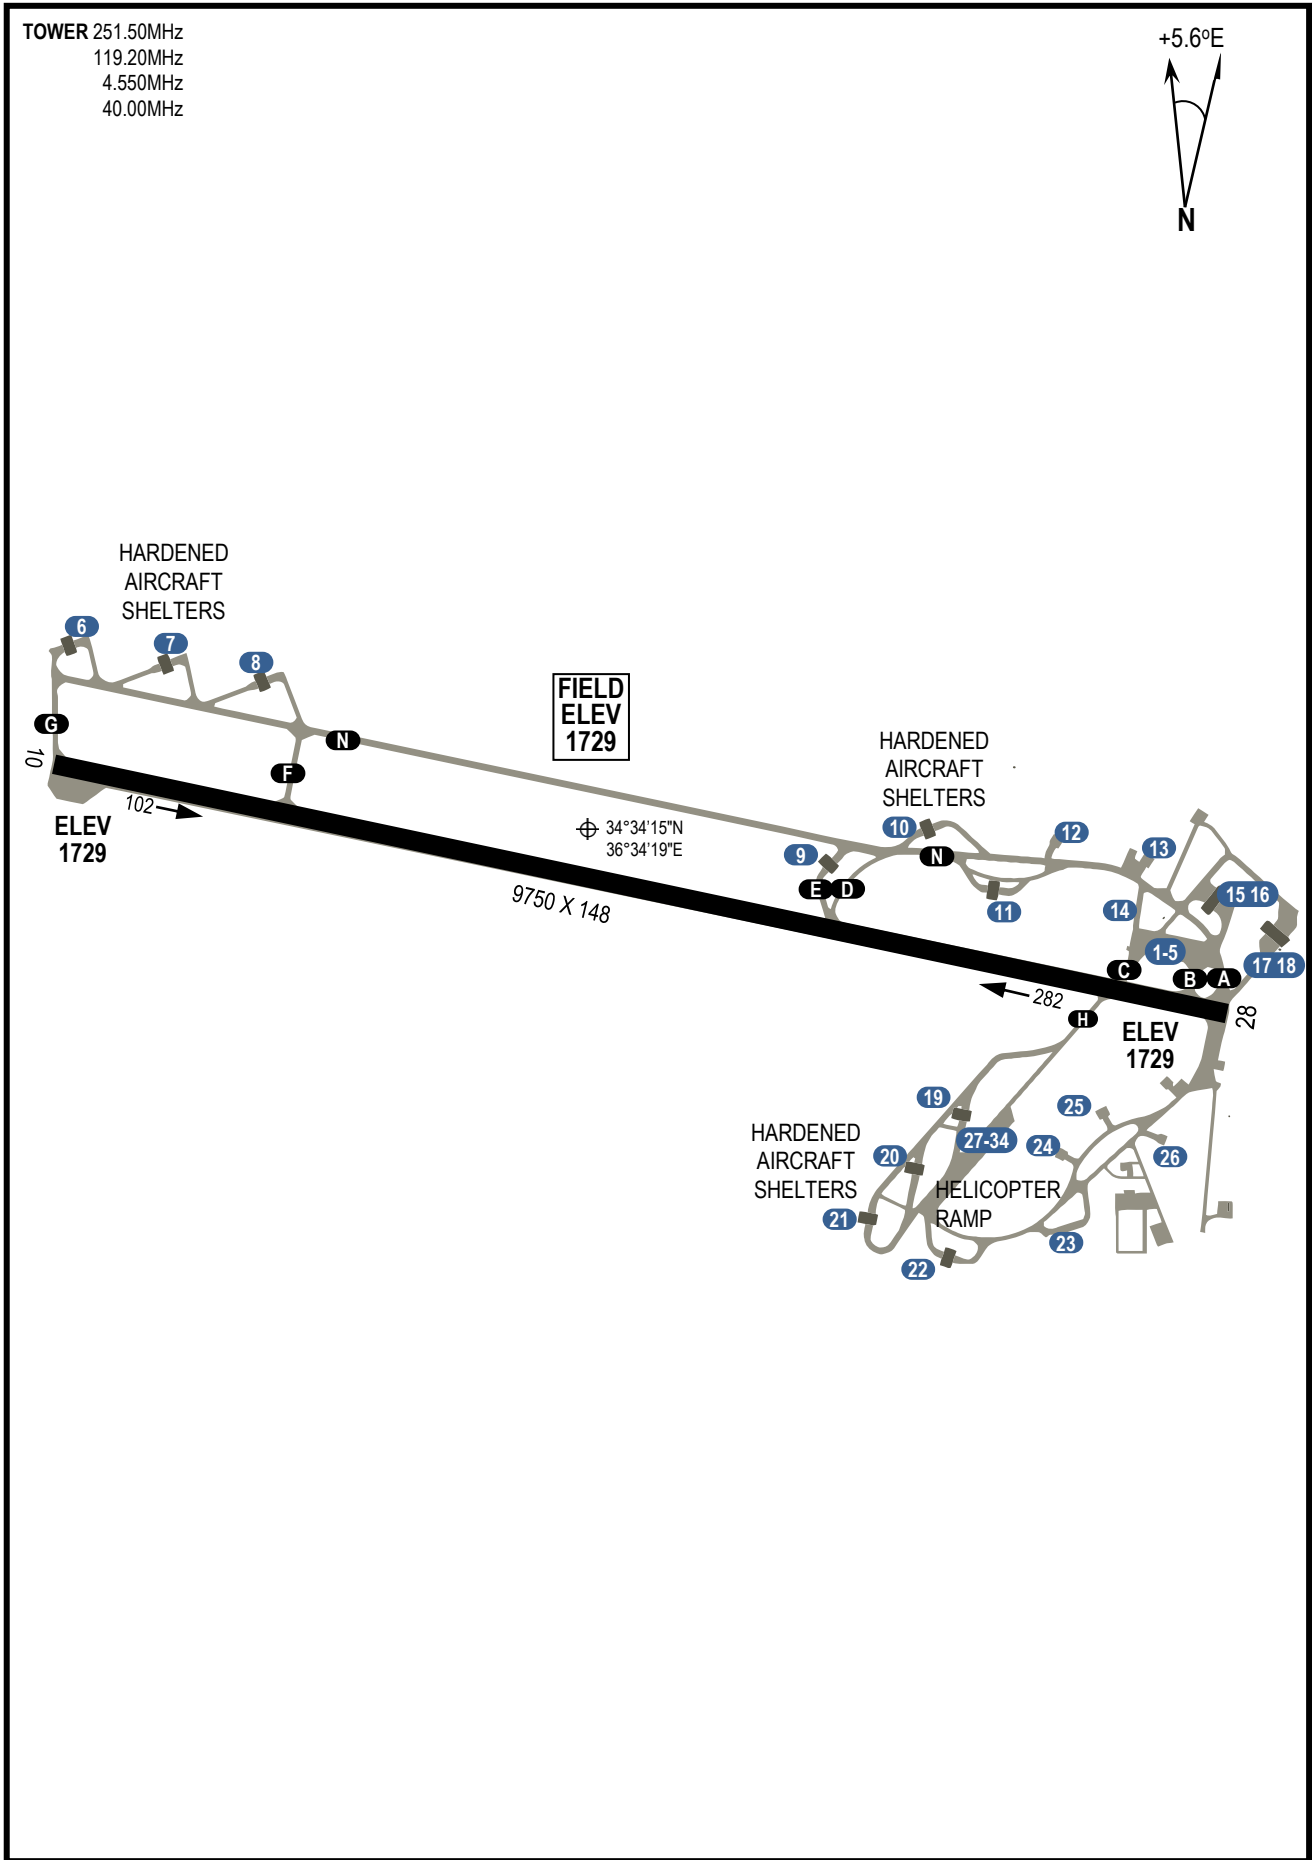 TOWER 251.50MHz
119.20MHz
4.550MHz
40.00MHz
+5.6ºE
N
HARDENED
AIRCRAFT
SHELTERS
6
7
8
G
N
F
10
102
ELEV
1729
FIELD
ELEV
1729
34°34'15"N
36°34'19"E
9750 X 148
HARDENED
AIRCRAFT
SHELTERS
10
9
N
12
13
E
D
11
14
15 16
1-5
17 18
C
B
A
282
H
28
ELEV
1729
19
25
HARDENED
AIRCRAFT
SHELTERS
27-34
24
26
20
HELICOPTER
RAMP
21
23
22